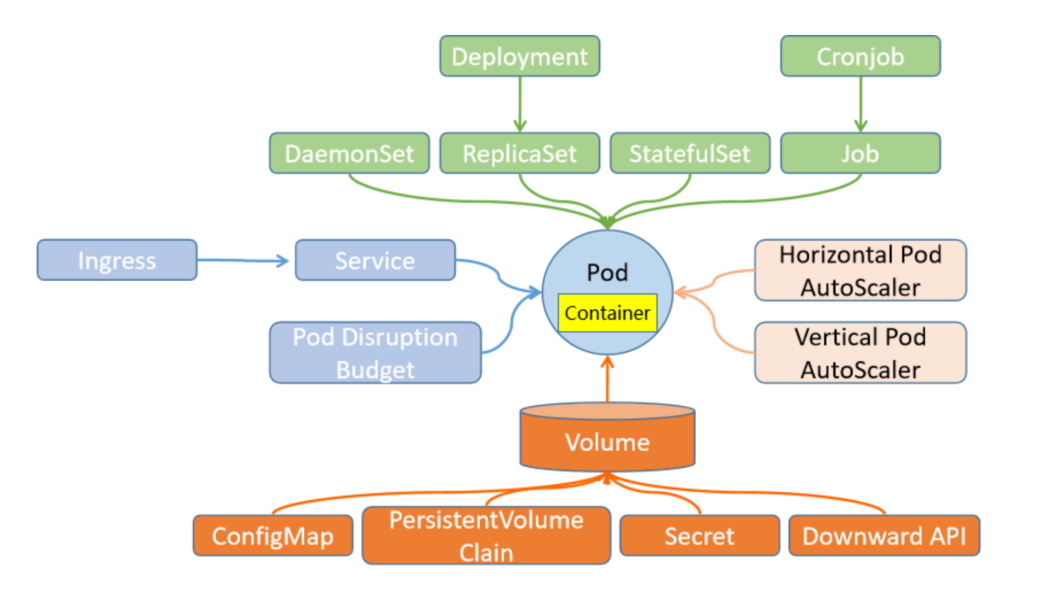 Deployment
Cronjob
DaemonSet
ReplicaSet
StatefulSet
Job
Ingress
Service
Pod
Container
Horizontal Pod
AutoScaler
Pod Disruption
Budget
Vertical Pod
AutoScaler
Volume
ConfigMap
PersistentVolume
Clain
Secret
Downward API